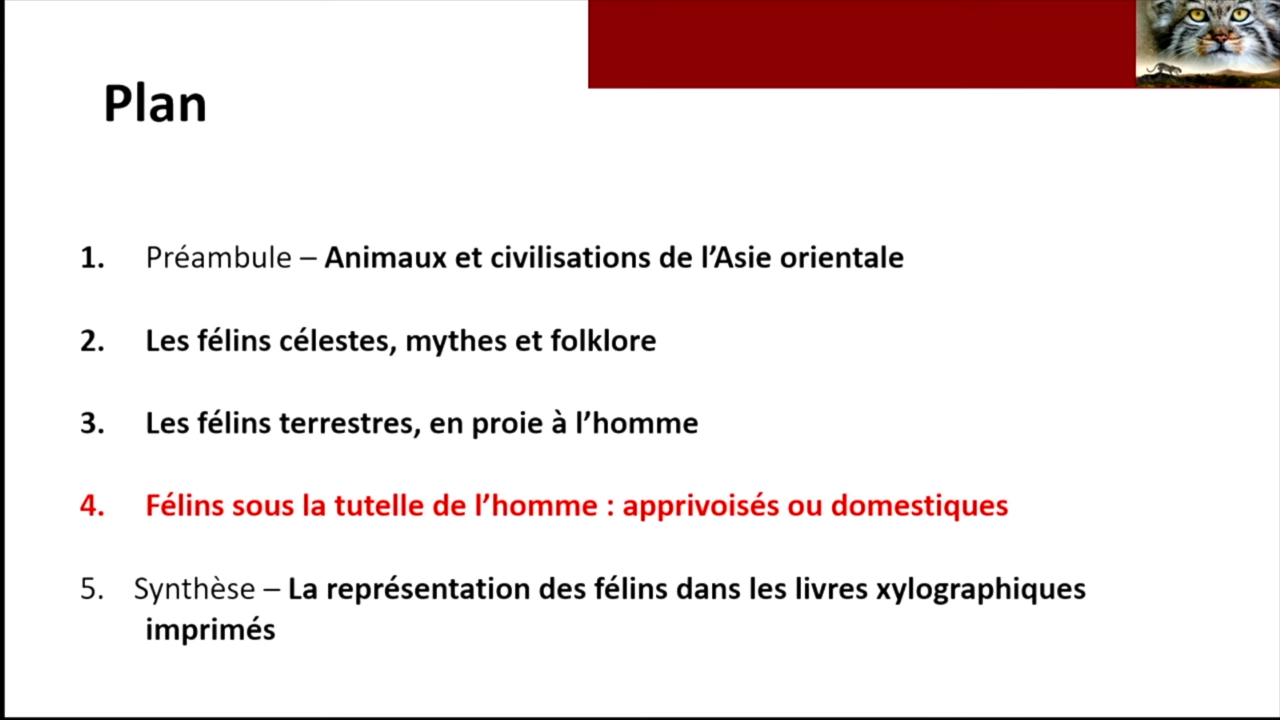 Plan
1. Préambule – Animaux et civilisations de l’Asie orientale
2. Les félins célestes, mythes et folklore
3. Les félins terrestres, en proie à l’homme
4. Félins sous la tutelle de l’homme : apprivoisés ou domestiques
5. Synthèse – La représentation des félins dans les livres xylographiques
imprimés